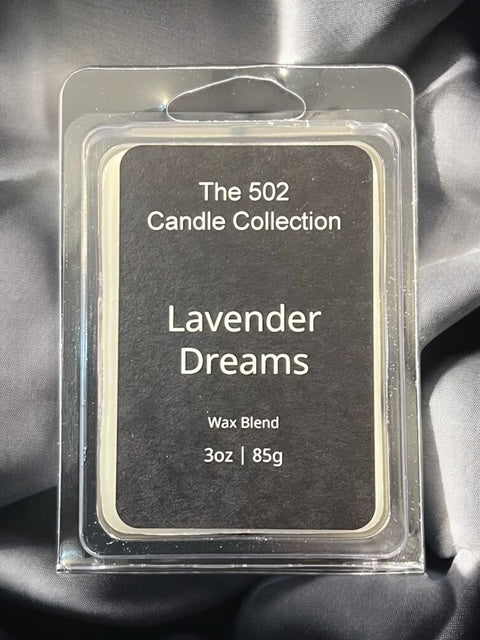 The 502
Candle Collection
Lavender
Dreams
Wax Blend
3oz | 85g